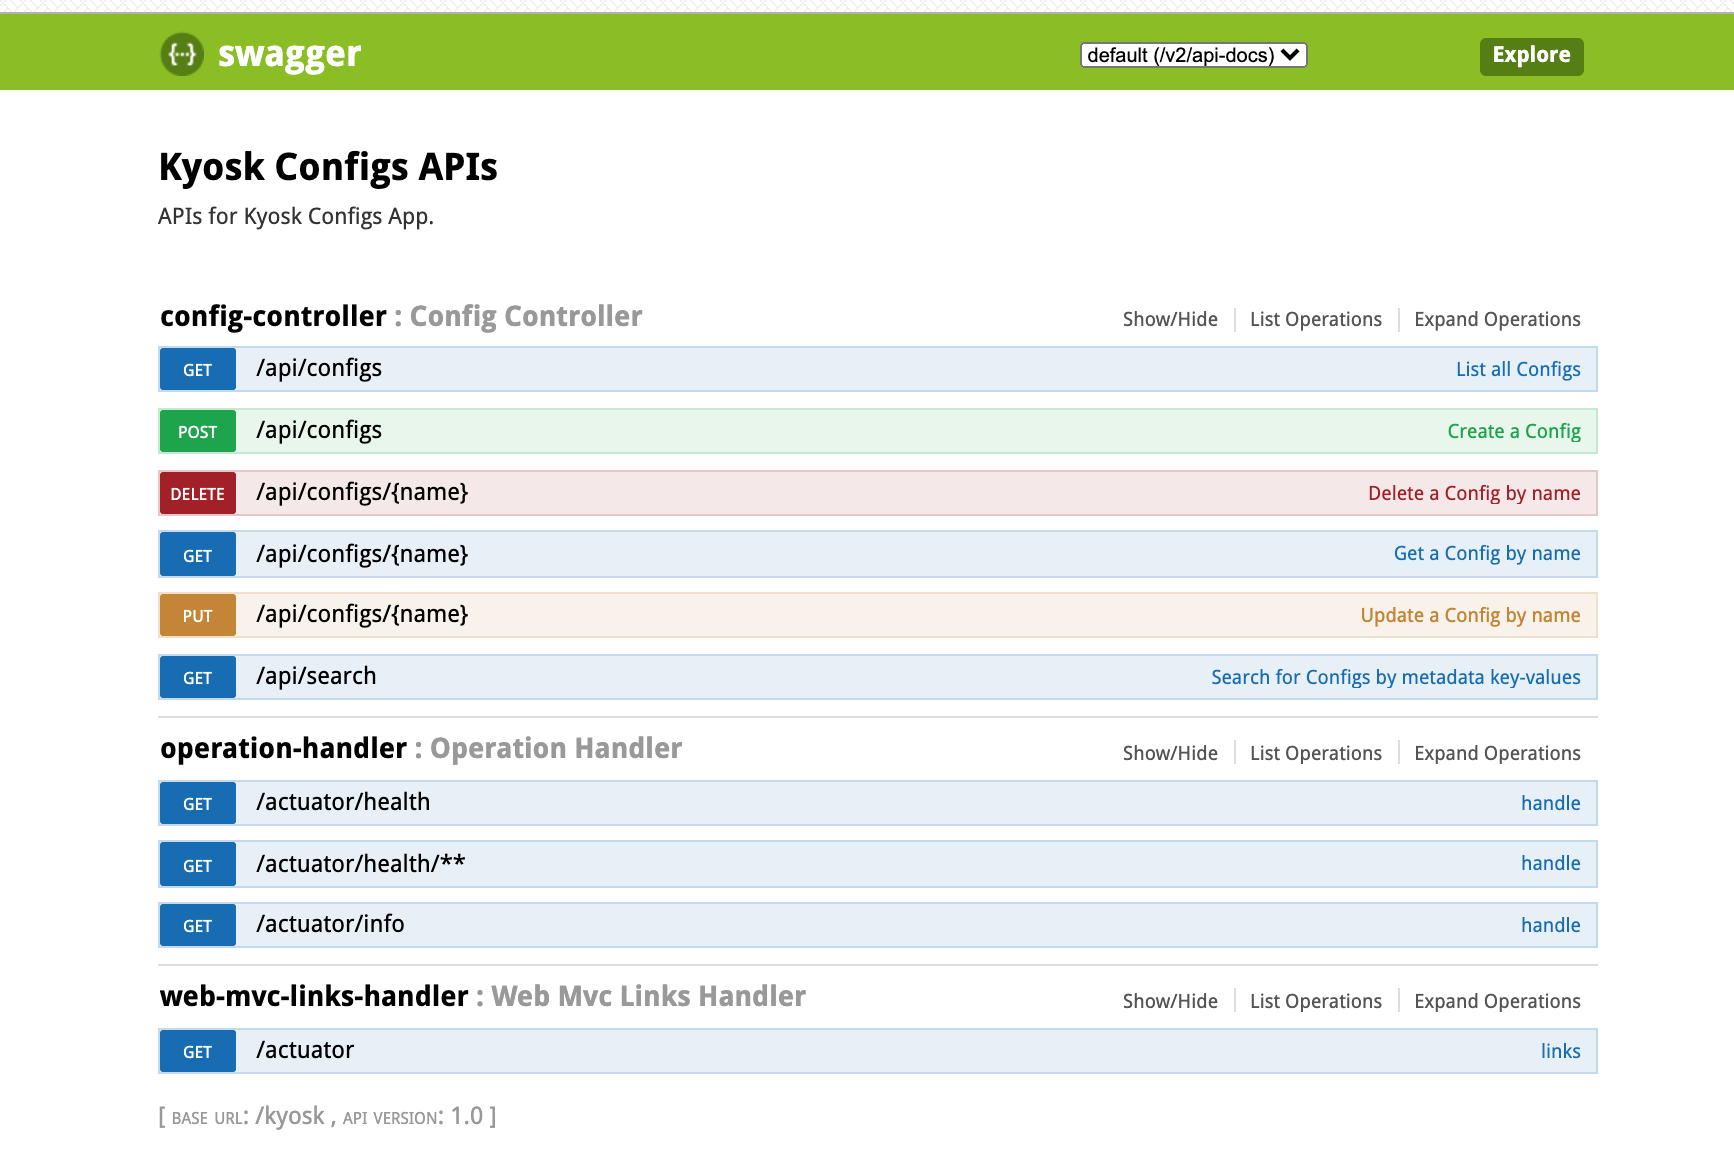 {···} swagger default (/v2/api-docs) Explore
Kyosk Configs APIs
APIs for Kyosk Configs App.
config-controller : Config Controller Show/Hide List Operations Expand Operations
GET /api/configs List all Configs
POST /api/configs Create a Config
DELETE /api/configs/{name} Delete a Config by name
GET /api/configs/{name} Get a Config by name
PUT /api/configs/{name} Update a Config by name
GET /api/search Search for Configs by metadata key-values
operation-handler : Operation Handler Show/Hide List Operations Expand Operations
GET /actuator/health handle
GET /actuator/health/** handle
GET /actuator/info handle
web-mvc-links-handler : Web Mvc Links Handler Show/Hide List Operations Expand Operations
GET /actuator links
[ BASE URL: /kyosk , API VERSION: 1.0 ]